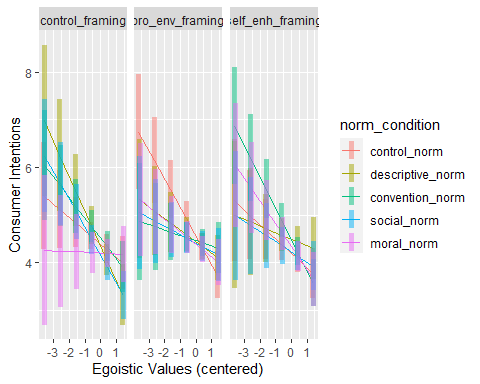 control_framing
pro_env_framing
self_enh_framing
8
6
4
Consumer Intentions
-3 -2 -1 0 1
-3 -2 -1 0 1
-3 -2 -1 0 1
Egoistic Values (centered)
norm_condition
control_norm
descriptive_norm
convention_norm
social_norm
moral_norm